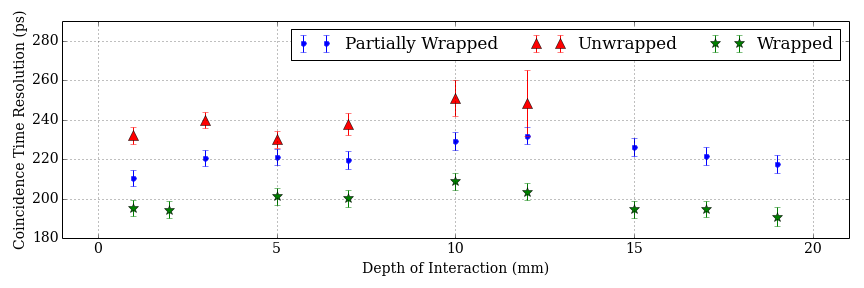 Coincidence Time Resolution (ps)
280
260
240
220
200
180
Partially Wrapped Unwrapped Wrapped
0 5 10 15 20
Depth of Interaction (mm)